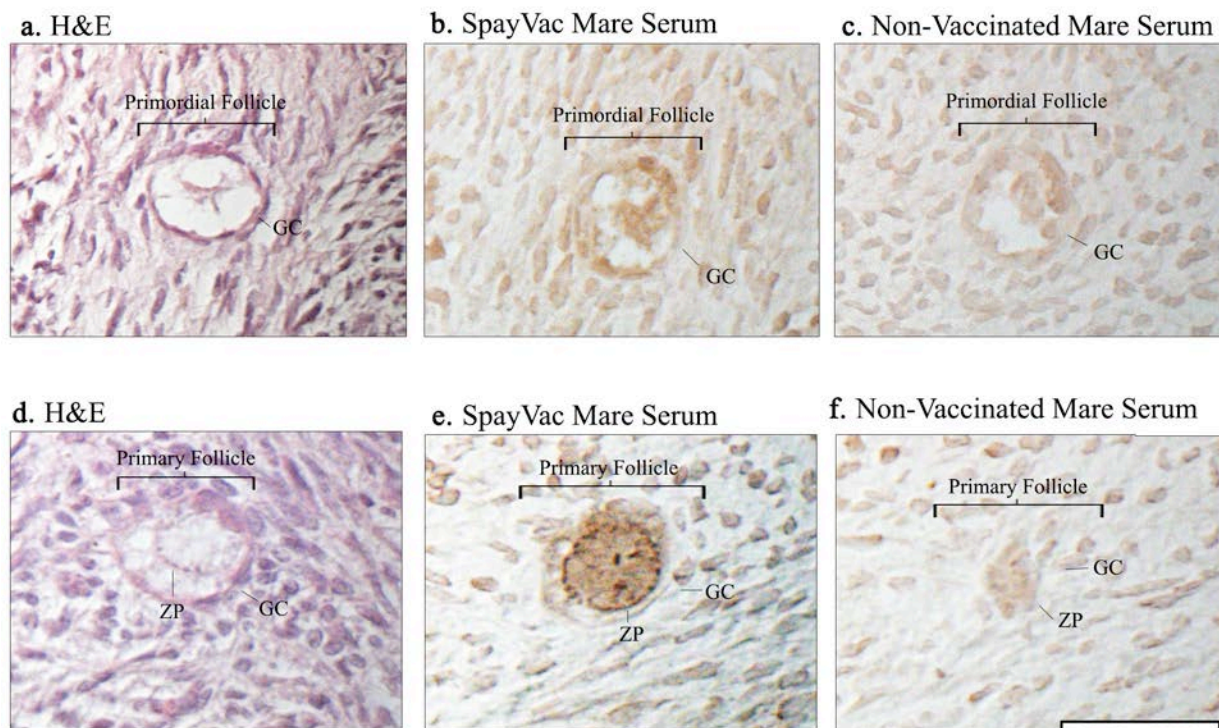 a. H&E
b. SpayVac Mare Serum
c. Non-Vaccinated Mare Serum
Primordial Follicle
Primordial Follicle
Primordial Follicle
GC
GC
GC
d. H&E
e. SpayVac Mare Serum
f. Non-Vaccinated Mare Serum
Primary Follicle
Primary Follicle
Primary Follicle
ZP
GC
GC
ZP
GC
ZP